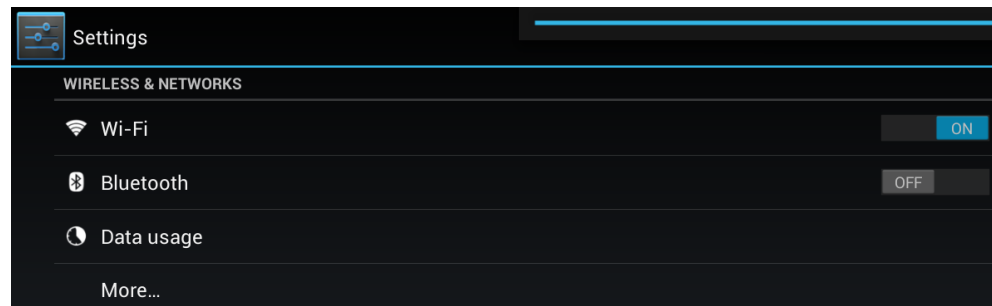 Settings
WIRELESS & NETWORKS
Wi-Fi ON
Bluetooth OFF
Data usage
More...